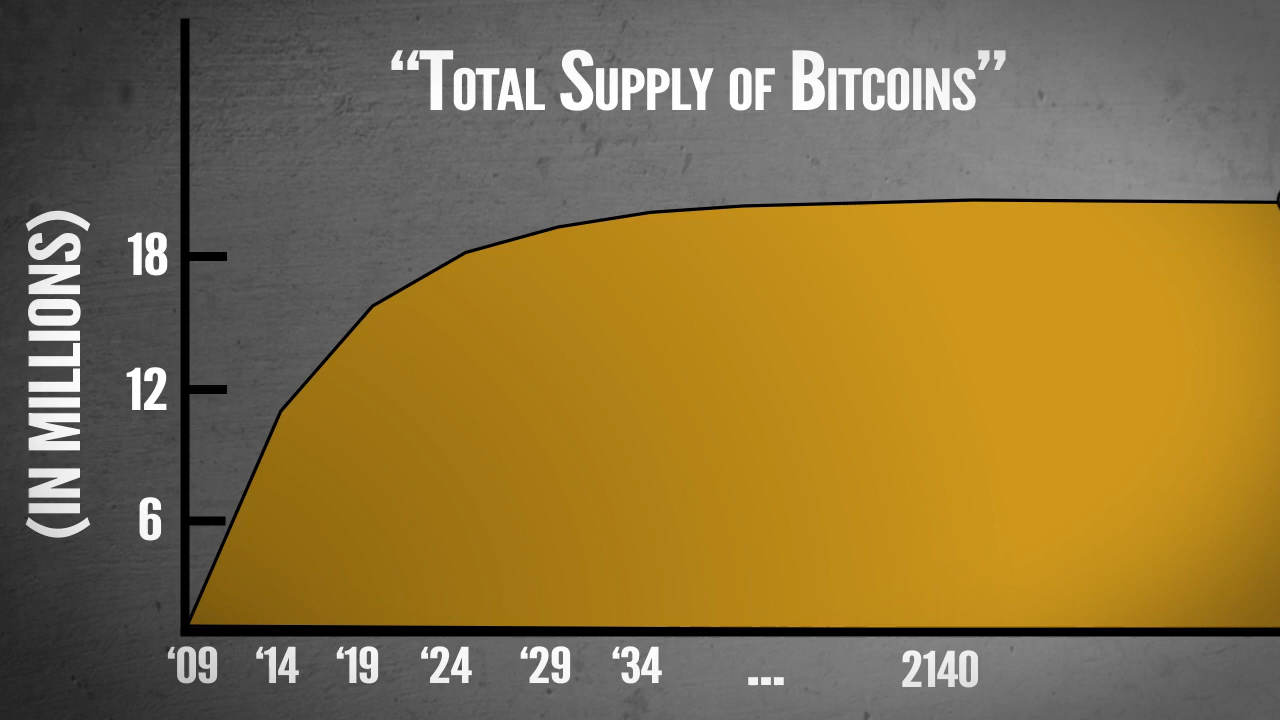 “Total Supply of Bitcoins”
(IN MILLIONS)
18
12
6
‘09 ‘14 ‘19 ‘24 ‘29 ‘34 ... 2140